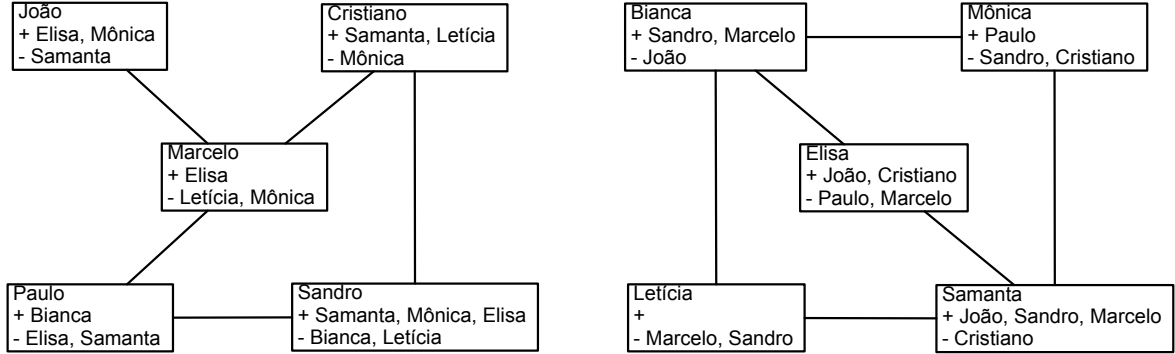 João
+ Elisa, Mônica
- Samanta
Cristiano
+ Samanta, Letícia
- Mônica
Marcelo
+ Elisa
- Letícia, Mônica
Paulo
+ Bianca
- Elisa, Samanta
Sandro
+ Samanta, Mônica, Elisa
- Bianca, Letícia
Bianca
+ Sandro, Marcelo
- João
Mônica
+ Paulo
- Sandro, Cristiano
Elisa
+ João, Cristiano
- Paulo, Marcelo
Letícia
+
- Marcelo, Sandro
Samanta
+ João, Sandro, Marcelo
- Cristiano